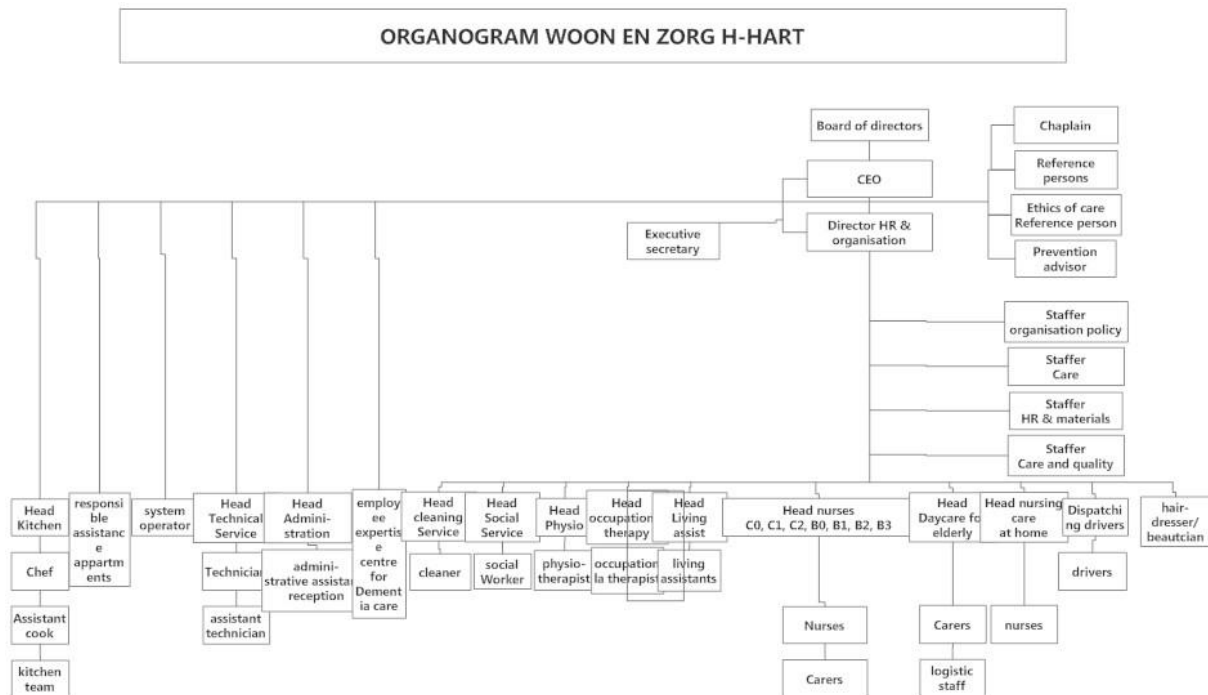 ORGANOGRAM WOON EN ZORG H-HART
Board of directors
Chaplain
CEO
Reference
persons
Executive
secretary
Director HR &
organisation
Ethics of care
Reference person
Prevention
advisor
Staffer
organisation policy
Staffer
Care
Staffer
HR & materials
Staffer
Care and quality
Head
Kitchen
responsi
ble
assistanc
e
appartm
ents
system
operator
Head
Technical
Service
Head
Admini-
stration
employ
ee
expertis
e
centre
for
Dement
ia care
Head
cleaning
Service
Head
Social
Service
Head
Physio
Head
occupation
therapy
Head
Living
assist
Head nurses
C0, C1, C2, B0, B1, B2, B3
Head
Daycare fo
elderly
Head nursing
care
at home
Dispatchi
ng drivers
hair-
dresser/
beautcian
Chef
Technician
admini-
strative assistan
reception
cleaner
social
Worker
physio-
therapist
occupation
la therapist
living
assistants
drivers
Assistant
cook
assistant
technician
Nurses
Carers
nurses
kitchen
team
Carers
logistic
staff